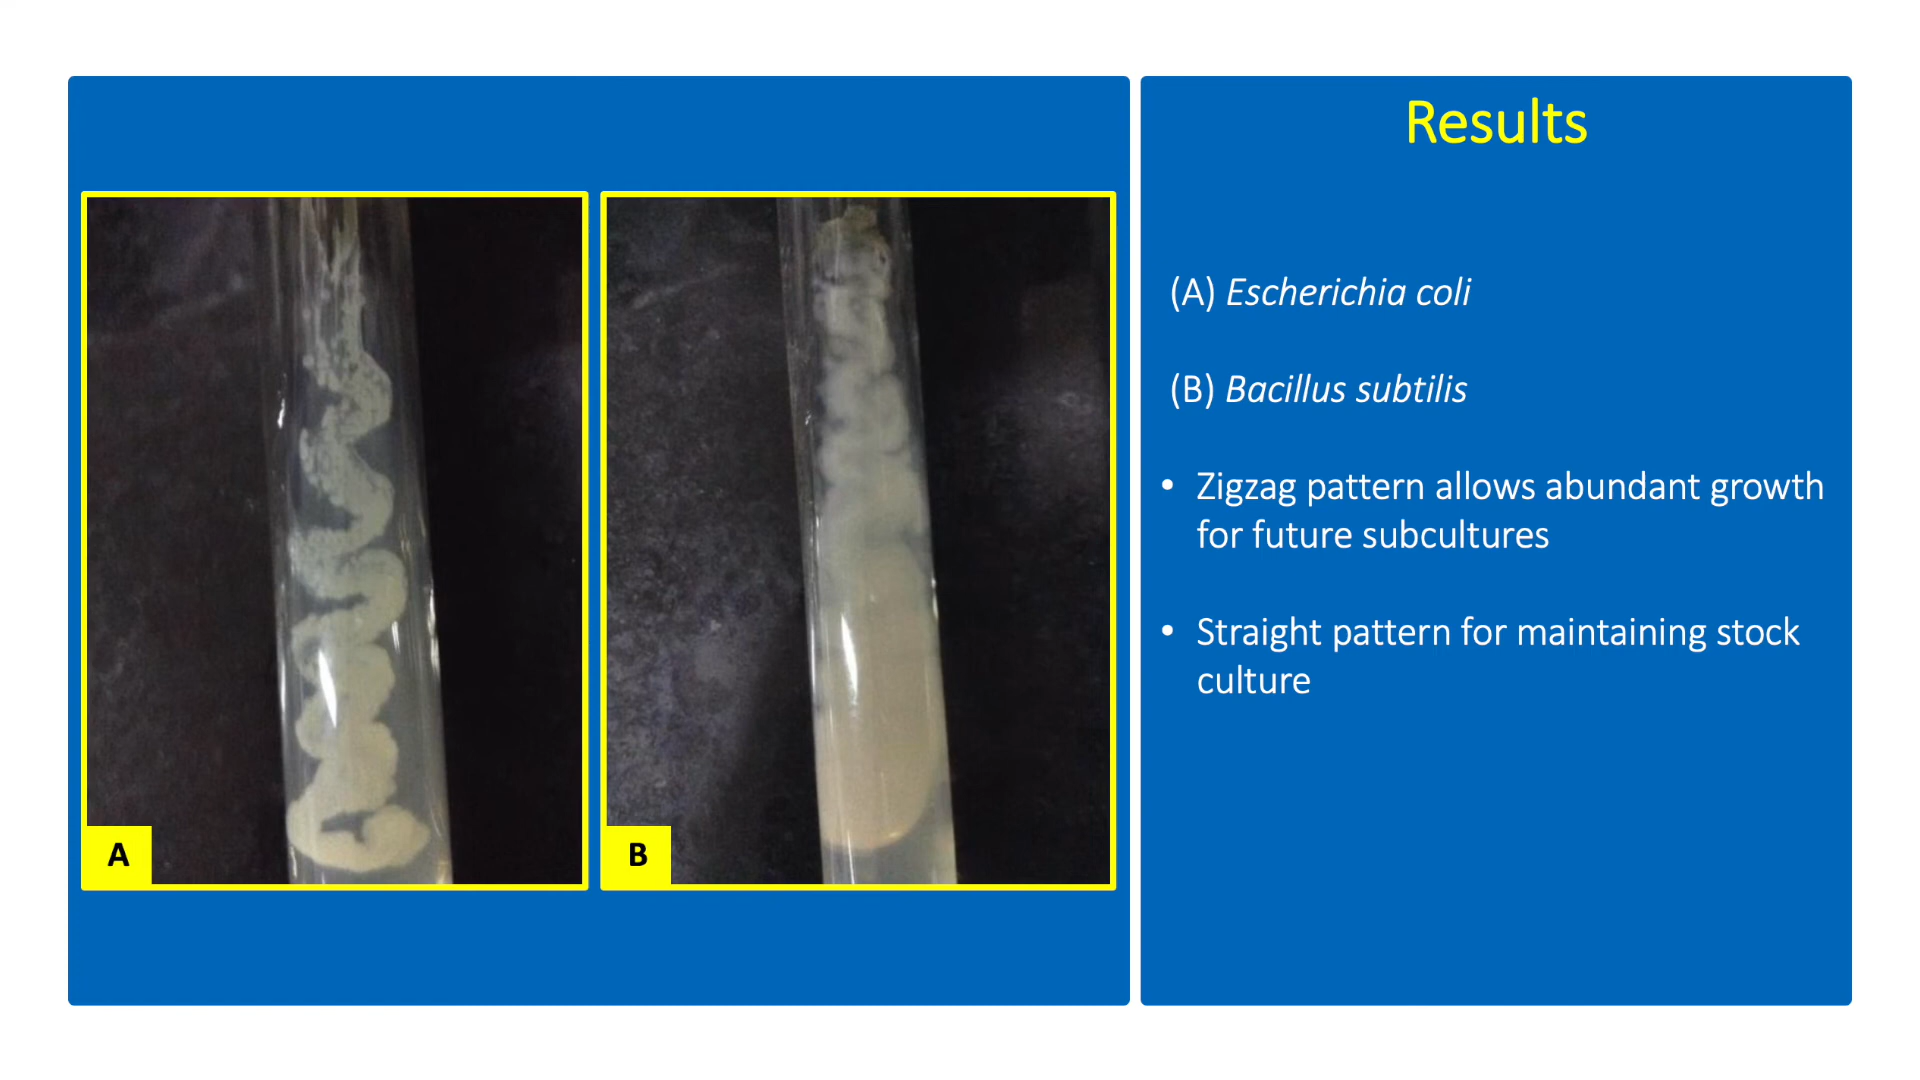 Results
(A) Escherichia coli
(B) Bacillus subtilis
• Zigzag pattern allows abundant growth
for future subcultures
• Straight pattern for maintaining stock
culture
A
B